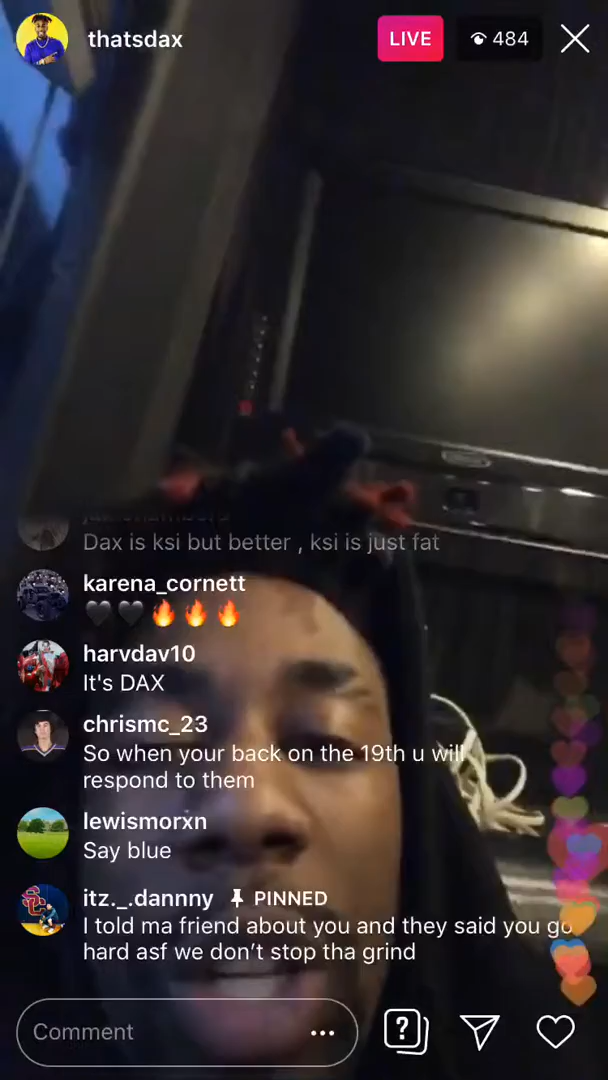 thatsdax
LIVE
484
Dax is ksi but better , ksi is just fat
karena_cornett
🖤🖤🔥🔥🔥
harvdav10
It's DAX
chrismc_23
So when your back on the 19th u will
respond to them
lewismorxn
Say blue
itz._.dannny PINNED
I told ma friend about you and they said you go
hard asf we don’t stop tha grind
Comment